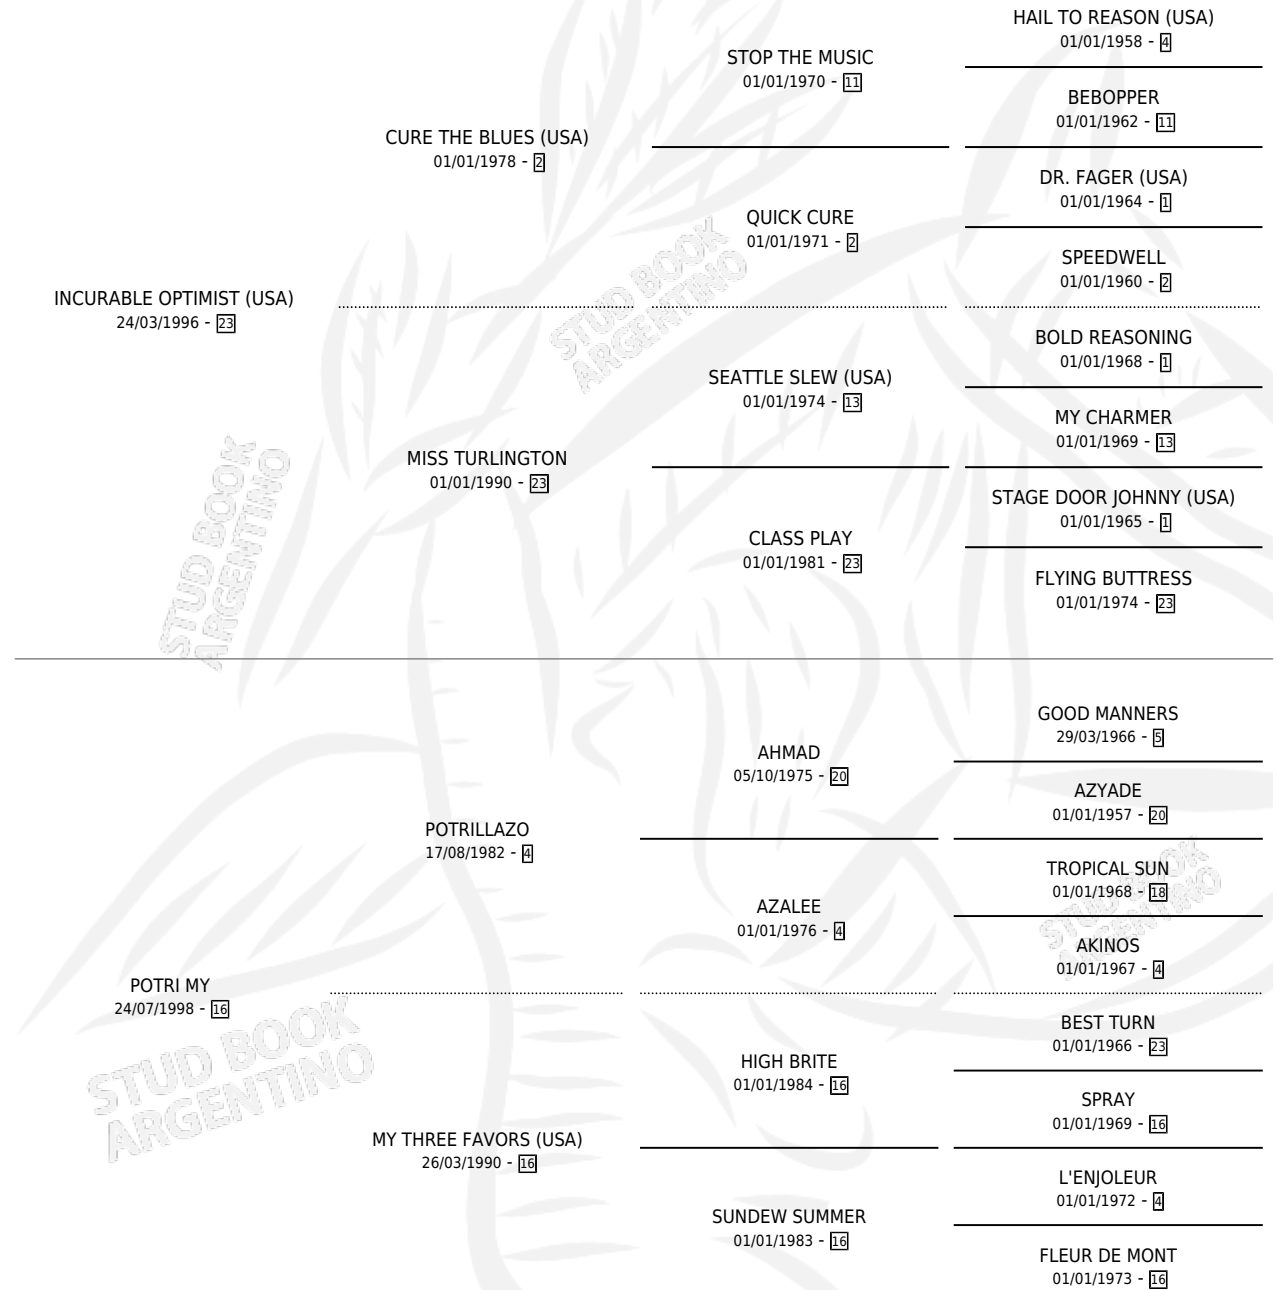 HAIL TO REASON (USA)
01/01/1958 - 4
STOP THE MUSIC
01/01/1970 - 11
BEBOPPER
01/01/1962 - 11
CURE THE BLUES (USA)
01/01/1978 - 2
DR. FAGER (USA)
01/01/1964 - 1
QUICK CURE
01/01/1971 - 2
SPEEDWELL
01/01/1960 - 2
INCURABLE OPTIMIST (USA)
24/03/1996 - 23
BOLD REASONING
01/01/1968 - 1
SEATTLE SLEW (USA)
01/01/1974 - 13
MY CHARMER
01/01/1969 - 13
MISS TURLINGTON
01/01/1990 - 23
STAGE DOOR JOHNNY (USA)
01/01/1965 - 1
CLASS PLAY
01/01/1981 - 23
FLYING BUTTRESS
01/01/1974 - 23
GOOD MANNERS
29/03/1966 - 5
AHMAD
05/10/1975 - 20
AZYADE
01/01/1957 - 20
POTRILLAZO
17/08/1982 - 4
TROPICAL SUN
01/01/1968 - 18
AZALEE
01/01/1976 - 4
AKINOS
01/01/1967 - 4
POTRI MY
24/07/1998 - 16
BEST TURN
01/01/1966 - 23
HIGH BRITE
01/01/1984 - 16
SPRAY
01/01/1969 - 16
MY THREE FAVORS (USA)
26/03/1990 - 16
L'ENJOLEUR
01/01/1972 - 4
SUNDEW SUMMER
01/01/1983 - 16
FLEUR DE MONT
01/01/1973 - 16
STUD BOOK
ARGENTINO
STUD BOOK
ARGENTINO
STUD BOOK
ARGENTINO
STUD BOOK
ARGENTINO